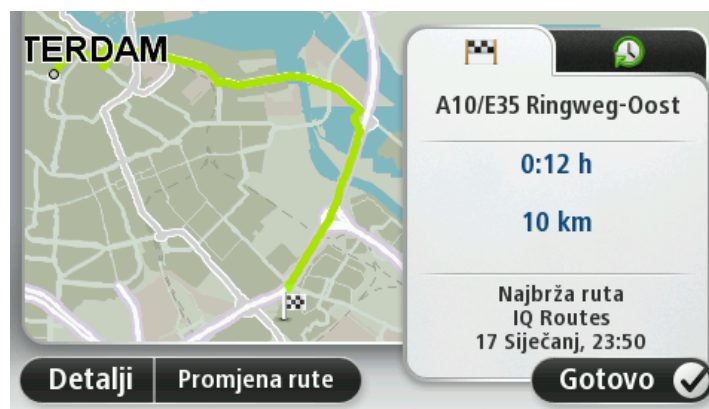 TERDAM
A10/E35 Ringweg-Oost
0:12 h
10 km
Najbrža ruta
IQ Routes
17 Siječanj, 23:50
Detalji
Promjena rute
Gotovo